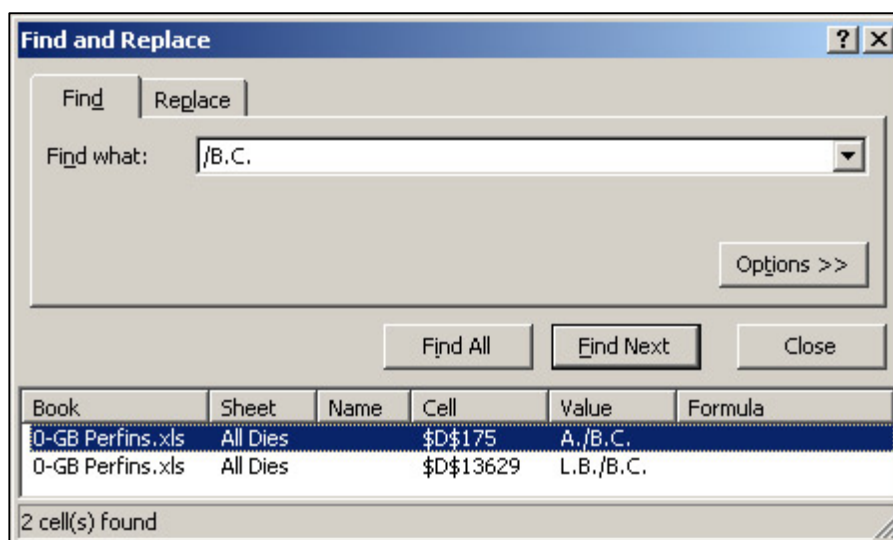 Find and Replace
Find Replace
Find what: /B.C.
Options >>
Find All Find Next Close
Book Sheet Name Cell Value Formula
0-GB Perfins.xls All Dies $D$175 A./B.C.
0-GB Perfins.xls All Dies $D$13629 L.B./B.C.
2 cell(s) found